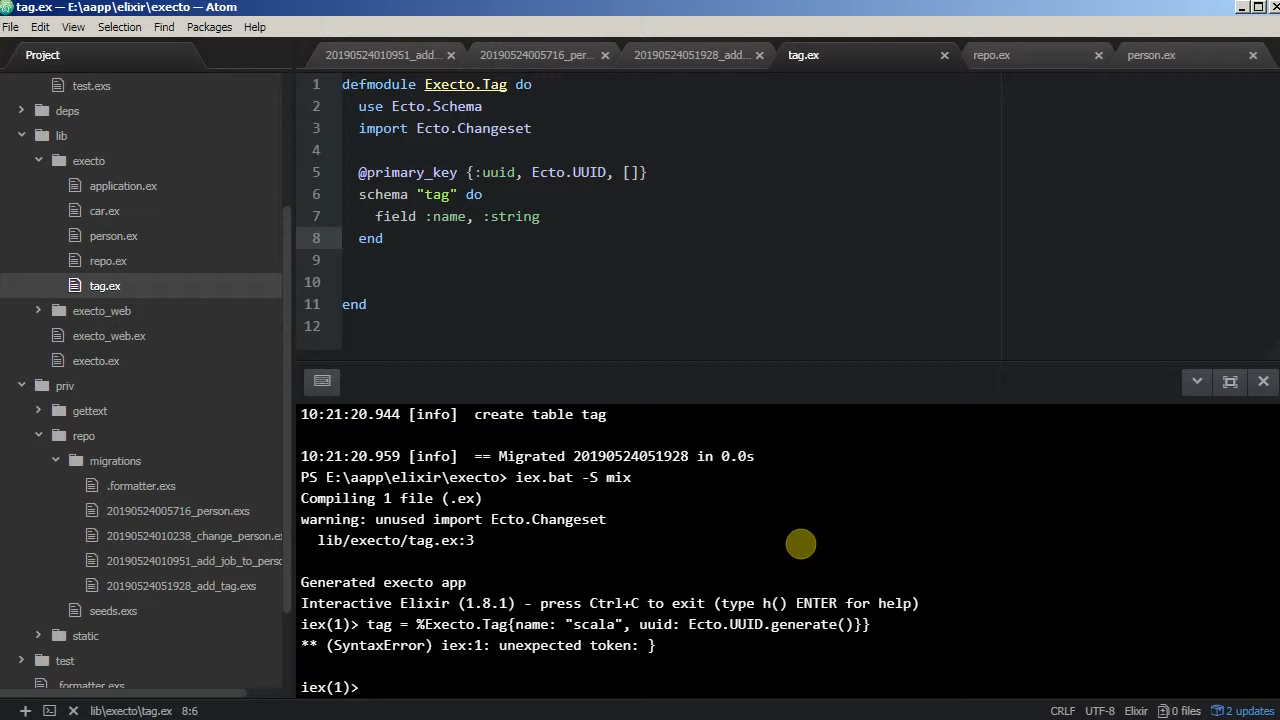 tag.ex — E:\aapp\elixir\execto — Atom
File Edit View Selection Find Packages Help
Project
20190524010951_add... 20190524005716_per... 20190524051928_add... tag.ex repo.ex person.ex
test.exs
deps
lib
execto
application.ex
car.ex
person.ex
repo.ex
tag.ex
execto_web
execto_web.ex
execto.ex
priv
gettext
repo
migrations
.formatter.exs
20190524005716_person.exs
20190524010238_change_person.ex
20190524010951_add_job_to_perso
20190524051928_add_tag.exs
seeds.exs
static
test
.formatter.exs
1 defmodule Execto.Tag do
2 use Ecto.Schema
3 import Ecto.Changeset
4
5 @primary_key {:uuid, Ecto.UUID, []}
6 schema "tag" do
7 field :name, :string
8 end
9
10
11 end
12
10:21:20.944 [info]  create table tag
10:21:20.959 [info]  == Migrated 20190524051928 in 0.0s
PS E:\aapp\elixir\execto> iex.bat -S mix
Compiling 1 file (.ex)
warning: unused import Ecto.Changeset
lib/execto/tag.ex:3
Generated execto app
Interactive Elixir (1.8.1) - press Ctrl+C to exit (type h() ENTER for help)
iex(1)> tag = %Execto.Tag{name: "scala", uuid: Ecto.UUID.generate()}}
** (SyntaxError) iex:1: unexpected token: }
iex(1)>
lib\execto\tag.ex 8:6 CRLF UTF-8 Elixir 0 files 2 updates